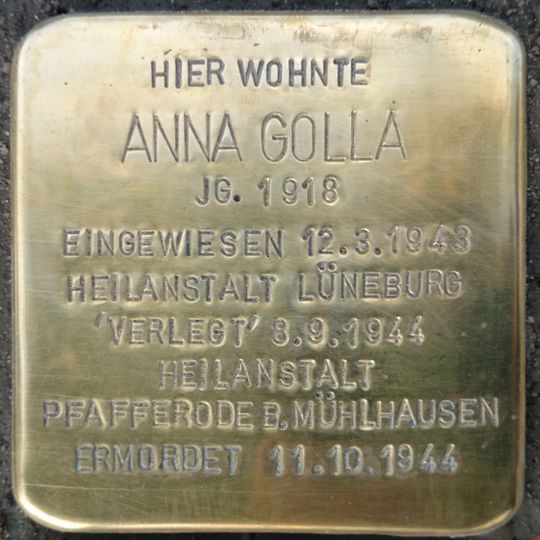 HIER WOHNTE
ANNA GOLLA
JG. 1918
EINGEWIESEN 12.3.1943
HEILANSTALT LÜNEBURG
'VERLEGT' 8.9.1944
HEILANSTALT
PFAFFERODE B. MÜHLHAUSEN
ERMORDET 11.10.1944